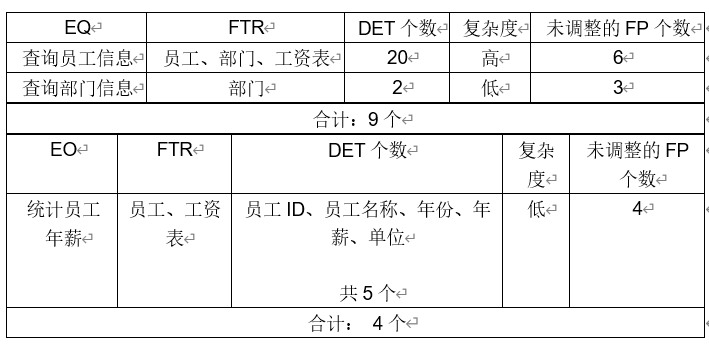 EQ FTR DET 个数 复杂度 未调整的 FP 个数
查询员工信息 员工、部门、工资表 20 高 6
查询部门信息 部门 2 低 3
合计：9 个
EO FTR DET 个数 复杂 未调整的 FP
度 个数
统计员工 员工、工资 员工 ID、员工名称、年份、年 低 4
年薪 表 薪、单位
共 5 个
合计： 4 个